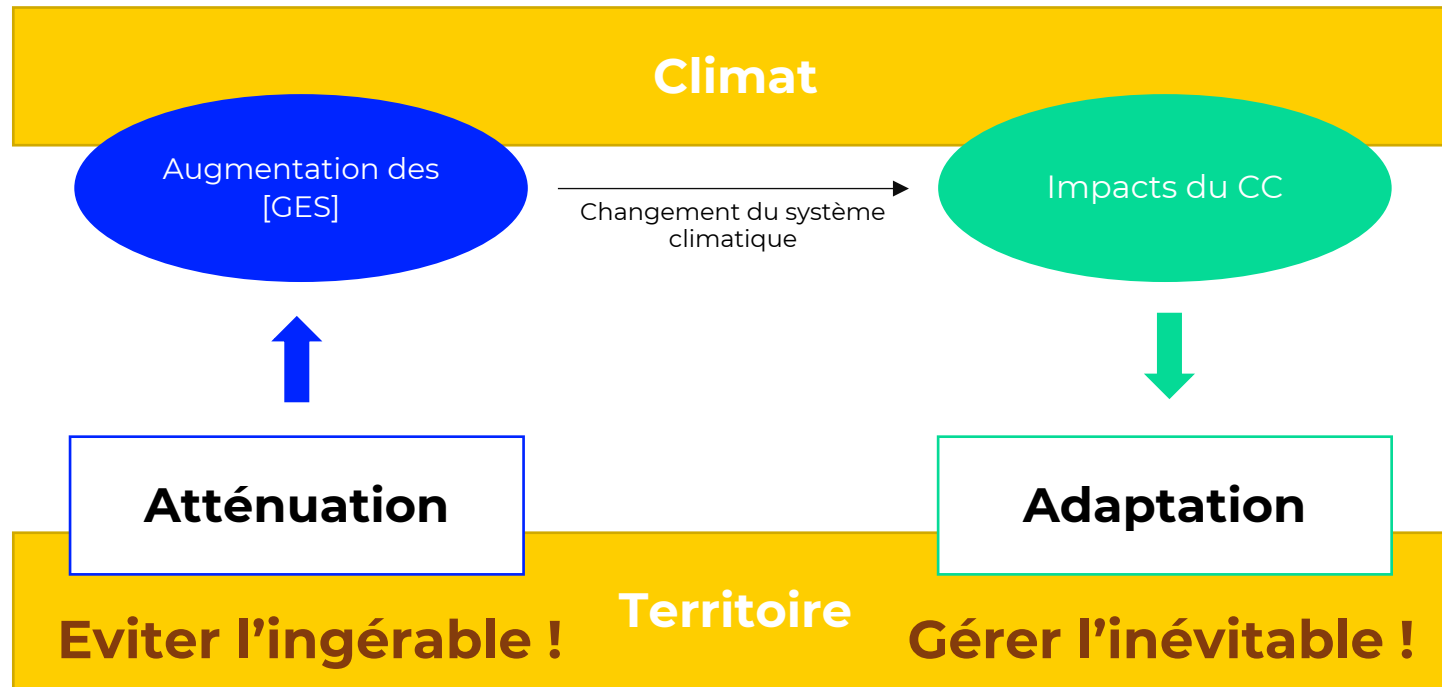 Climat
Augmentation des
[GES]
Changement du système
climatique
Impacts du CC
Atténuation
Adaptation
Territoire
Eviter l’ingérable !
Gérer l’inévitable !